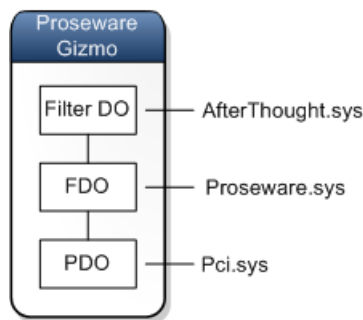 Proseware
Gizmo
Filter DO
AfterThought.sys
FDO
Proseware.sys
PDO
Pci.sys